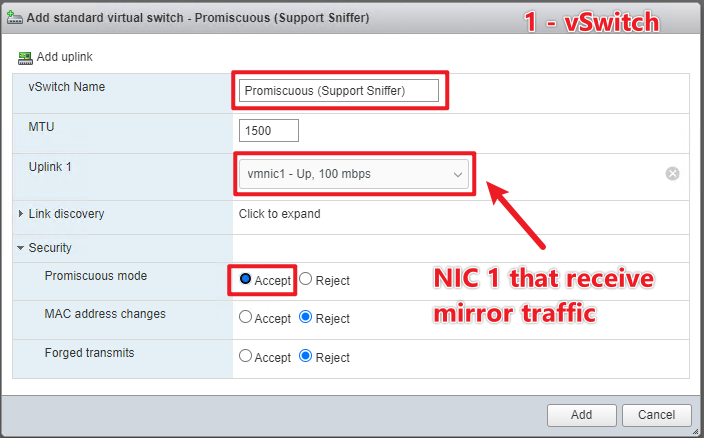 Add standard virtual switch - Promiscuous (Support Sniffer)
1 - vSwitch
Add uplink
vSwitch Name
Promiscuous (Support Sniffer)
MTU
1500
Uplink 1
vmnic1 - Up, 100 mbps
Link discovery
Click to expand
Security
Promiscuous mode
Accept Reject
NIC 1 that receive
mirror traffic
MAC address changes
Accept Reject
Forged transmits
Accept Reject
Add
Cancel